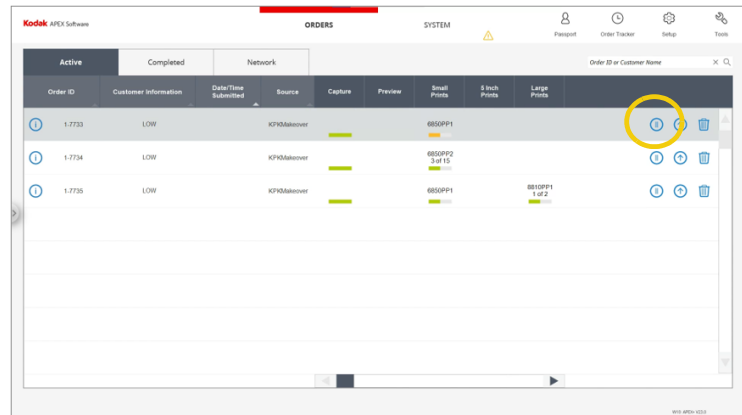 Kodak APEX Software
ORDERS
SYSTEM
Passport
Order Tracker
Setup
Tools
Active
Completed
Network
Order ID or Customer Name
Order ID
Customer Information
Date/Time
Submitted
Source
Capture
Preview
Small
Prints
5 Inch
Prints
Large
Prints
1-7733
LOW
KPKMakeover
6850PP1
1-7734
LOW
KPKMakeover
6850PP2
3 of 15
1-7735
LOW
KPKMakeover
6850PP1
6810PP1
1 of 2